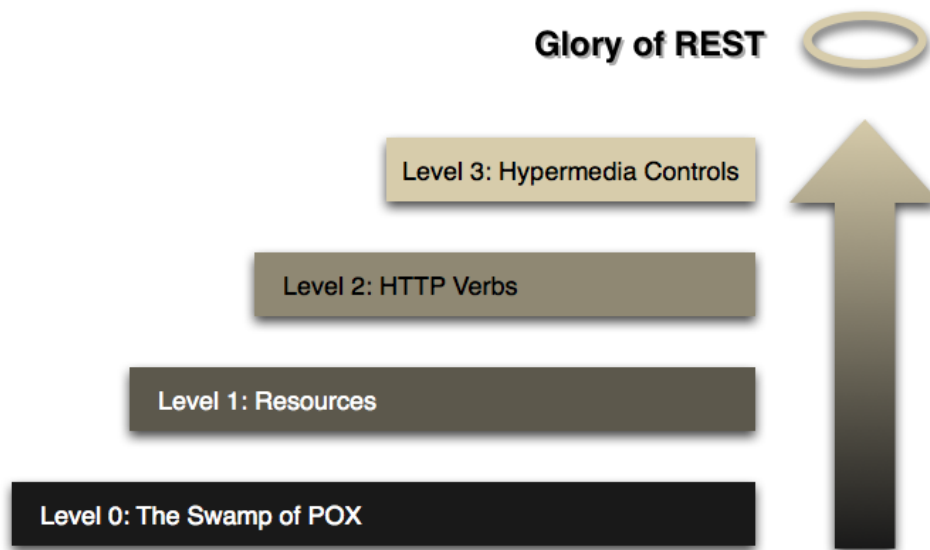 Glory of REST
Level 3: Hypermedia Controls
Level 2: HTTP Verbs
Level 1: Resources
Level 0: The Swamp of POX